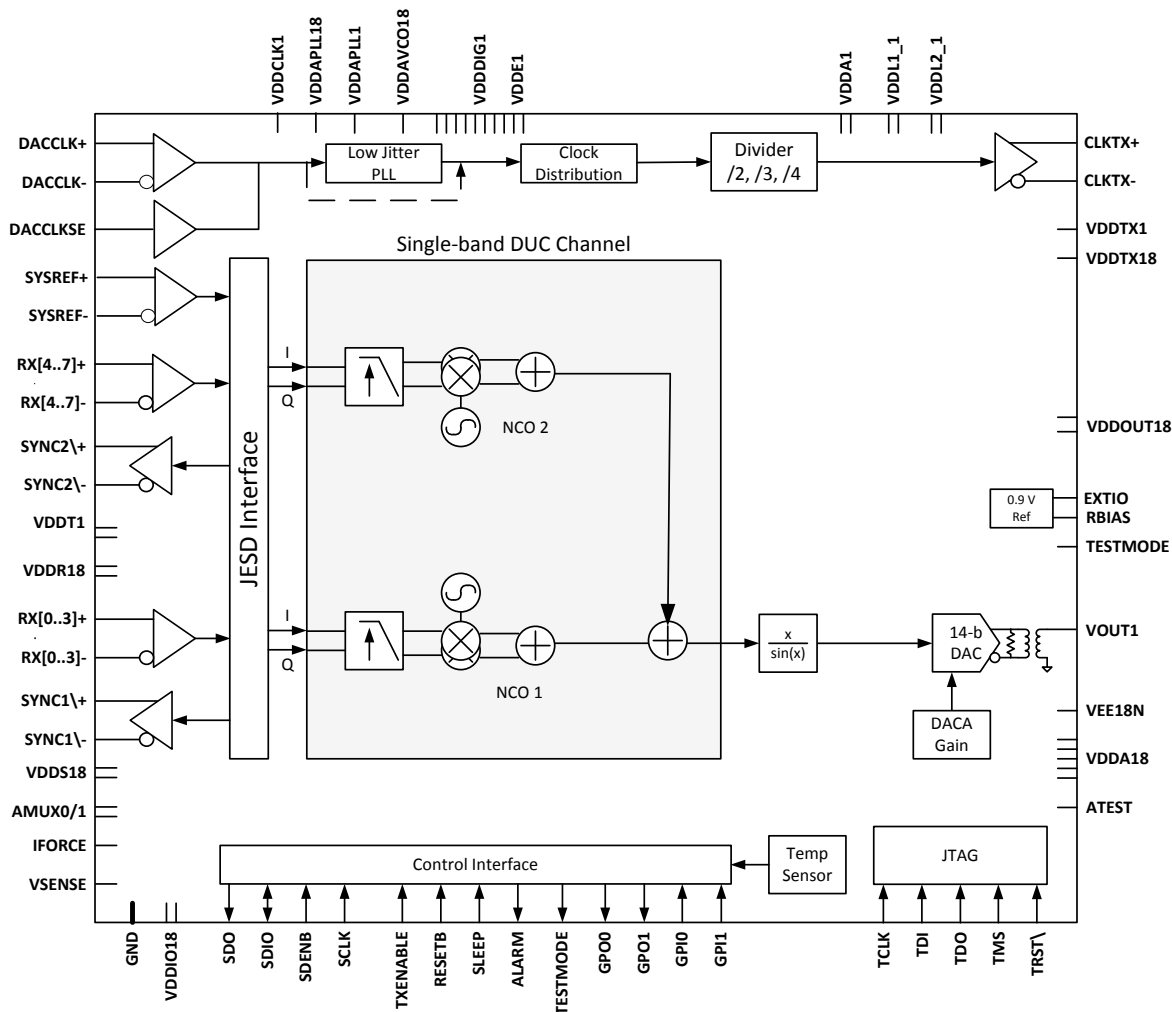 VDDCLK1
VDDAPLL18
VDDAPLL1
VDDAVCO18
VDDDIG1
VDDE1
VDDA1
VDDL1_1
VDDL2_1
DACCLK+
DACCLK-
DACCLKSE
Low Jitter
PLL
Clock
Distribution
Divider
/2, /3, /4
CLKTX+
CLKTX-
VDDTX1
VDDTX18
Single-band DUC Channel
SYSREF+
SYSREF-
RX[4..7]+
RX[4..7]-
SYNC2\+
SYNC2\-
VDDT1
VDDR18
RX[0..3]+
RX[0..3]-
SYNC1\+
SYNC1\-
VDDS18
AMUX0/1
IFORCE
VSENSE
JESD Interface
I
Q
NCO 2
I
Q
NCO 1
x
sin(x)
14-b
DAC
DACA
Gain
VDDOUT18
0.9 V
Ref
EXTIO
RBIAS
TESTMODE
VOUT1
VEE18N
VDDA18
ATEST
Control Interface
Temp
Sensor
JTAG
GND
VDDIO18
SDO
SDIO
SDENB
SCLK
TXENABLE
RESETB
SLEEP
ALARM
TESTMODE
GPO0
GPO1
GPI0
GPI1
TCLK
TDI
TDO
TMS
TRST\